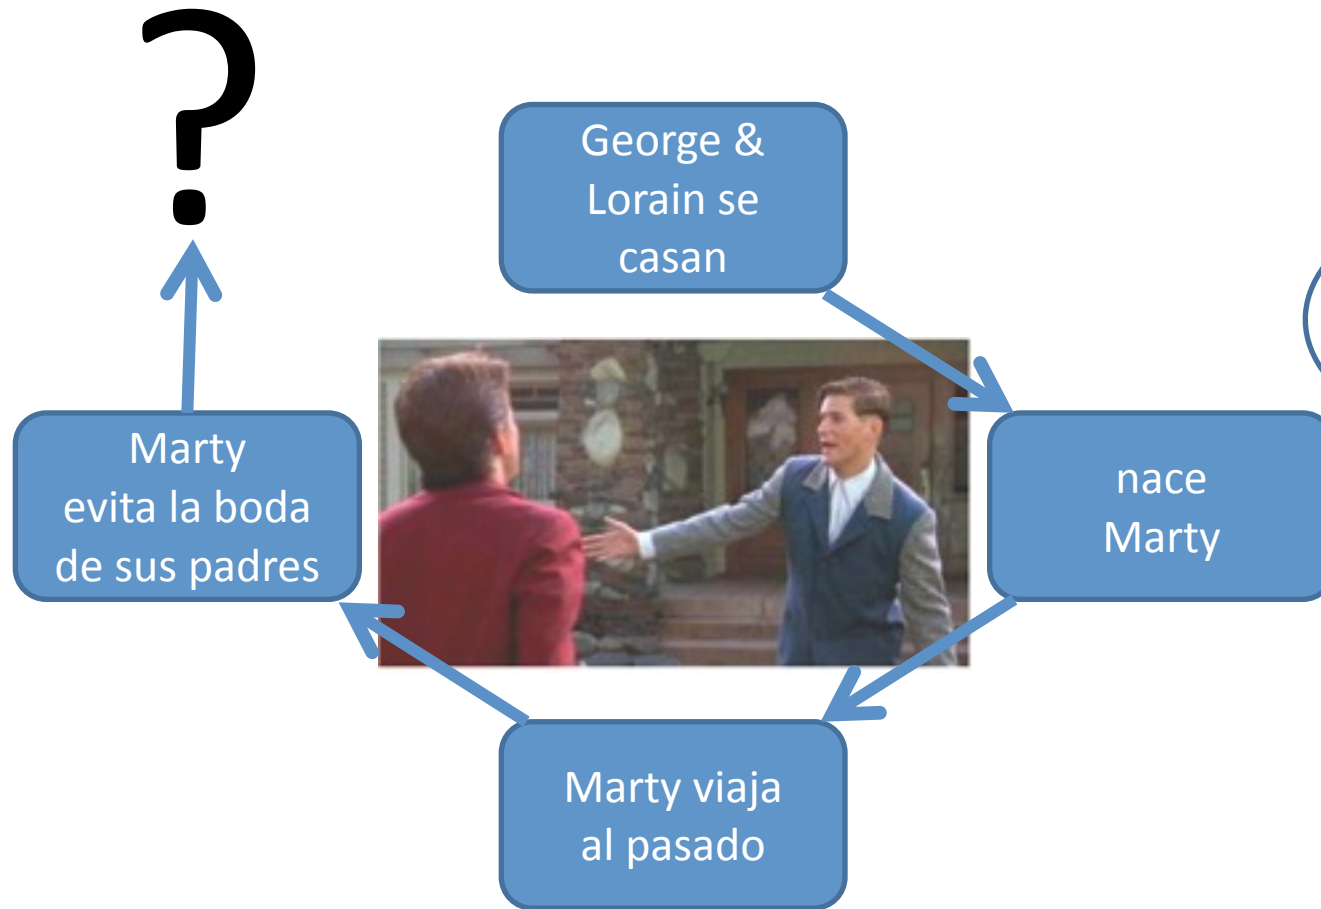 ?
George &
Lorain se
casan
nace
Marty
Marty viaja
al pasado
Marty
evita la boda
de sus padres